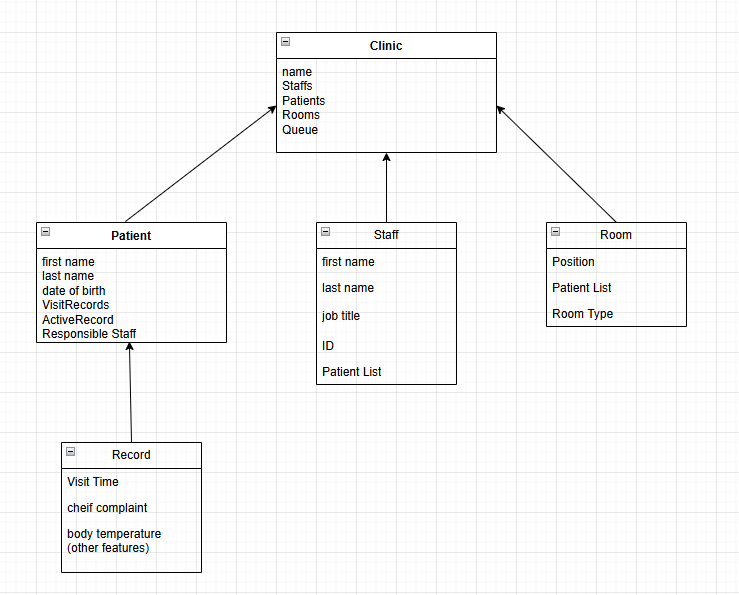 Clinic
name
Staffs
Patients
Rooms
Queue
Patient
first name
last name
date of birth
VisitRecords
ActiveRecord
Responsible Staff
Staff
first name
last name
job title
ID
Patient List
Room
Position
Patient List
Room Type
Record
Visit Time
cheif complaint
body temperature
(other features)